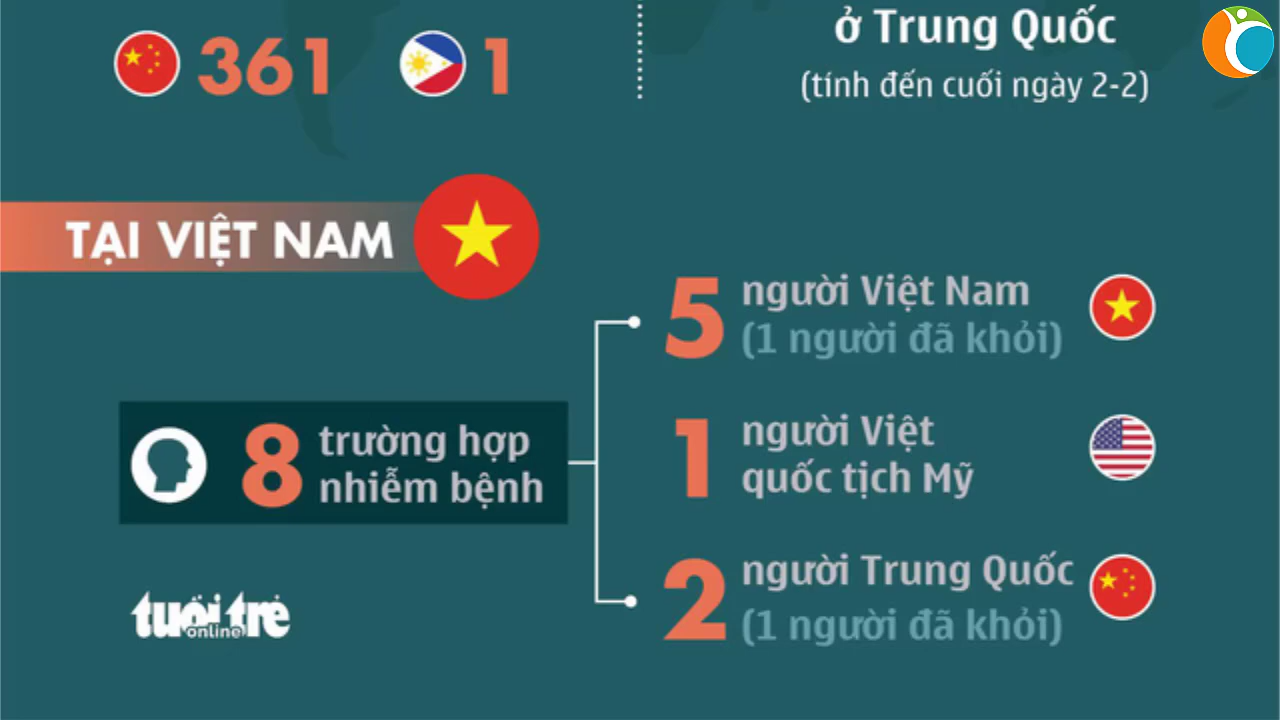 361
1
ở Trung Quốc
(tính đến cuối ngày 2-2)
TẠI VIỆT NAM
8 trường hợp
nhiễm bệnh
5 người Việt Nam
(1 người đã khỏi)
1 người Việt
quốc tịch Mỹ
2 người Trung Quốc
(1 người đã khỏi)
tuổi trẻ
online